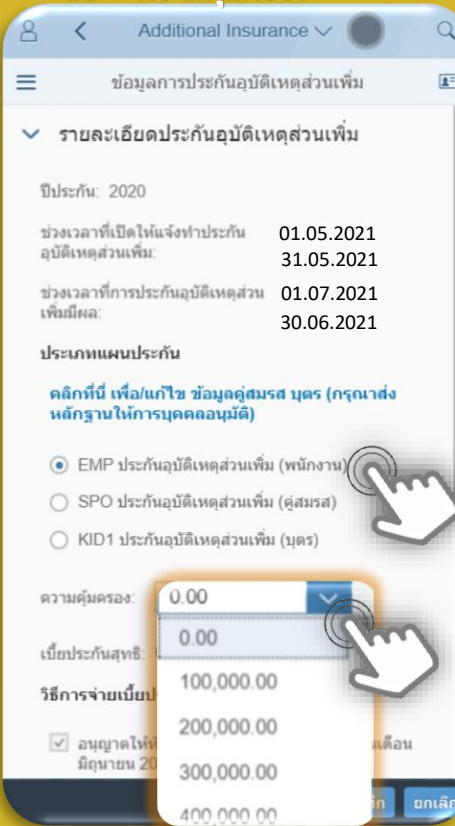 Additional Insurance
ข้อมูลการประกันอุบัติเหตุส่วนเพิ่ม
รายละเอียดประกันอุบัติเหตุส่วนเพิ่ม
ปีประกัน: 2020
ช่วงเวลาที่เปิดให้แจ้งทำประกัน 01.05.2021
อุบัติเหตุส่วนเพิ่ม: 31.05.2021
ช่วงเวลาที่การประกันอุบัติเหตุส่วน 01.07.2021
เพิ่มมีผล: 30.06.2021
ประเภทแผนประกัน
คลิกที่นี่ เพื่อ/แก้ไข ข้อมูลคู่สมรส บุตร (กรุณาส่ง
หลักฐานให้การบุคคลอนุมัติ)
EMP ประกันอุบัติเหตุส่วนเพิ่ม (พนักงาน)
SPO ประกันอุบัติเหตุส่วนเพิ่ม (คู่สมรส)
KID1 ประกันอุบัติเหตุส่วนเพิ่ม (บุตร)
ความคุ้มครอง: 0.00
0.00
เบี้ยประกันสุทธิ:
100,000.00
วิธีการจ่ายเบี้ย
200,000.00
อนุญาตให้ เดือน
มิถุนายน 20
300,000.00
400,000.00
ยกเลิก